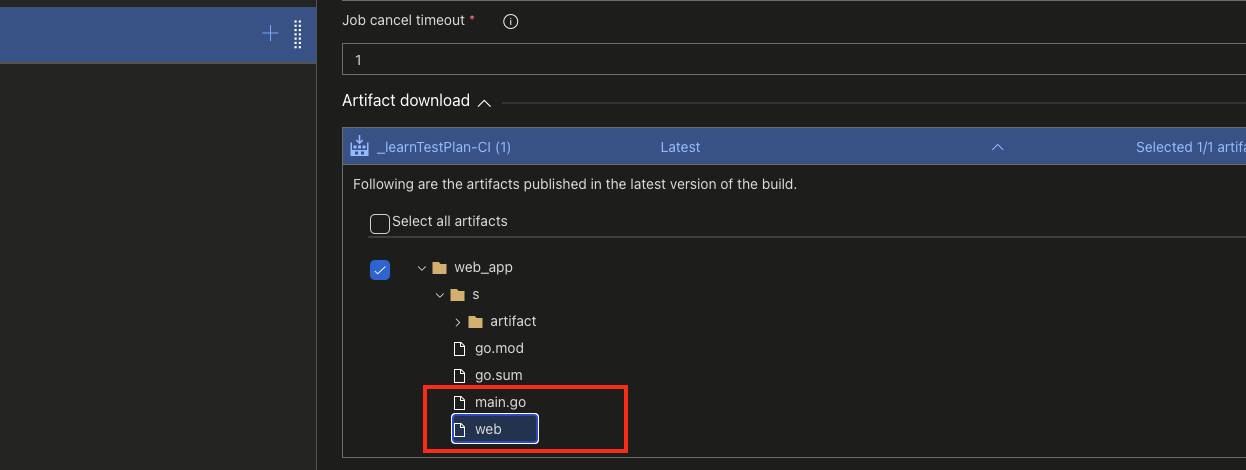 Job cancel timeout *
1
Artifact download
_learnTestPlan-CI (1) Latest Selected 1/1 artifa
Following are the artifacts published in the latest version of the build.
Select all artifacts
web_app
s
artifact
go.mod
go.sum
main.go
web